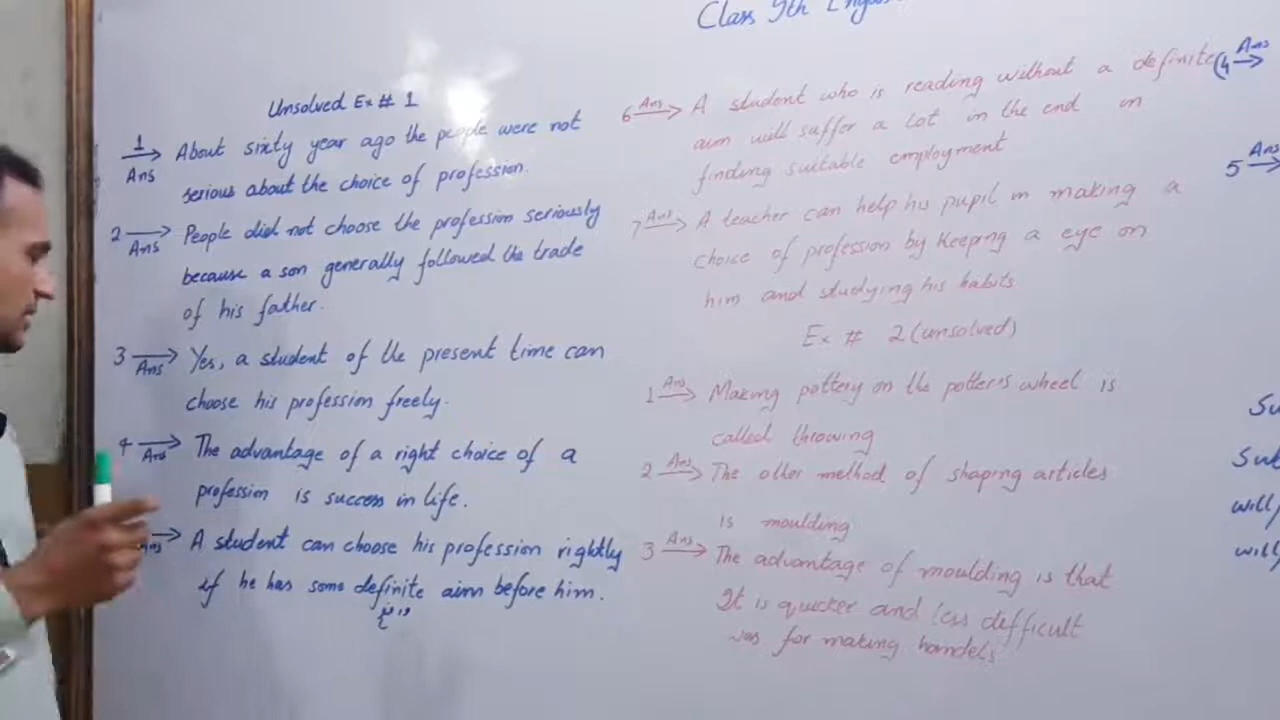 Class 9th
Unsolved Ex # 1
1 Ans → About sixty year ago the people were not
serious about the choice of profession.
2 Ans → People did not choose the profession seriously
because a son generally followed the trade
of his father.
3 Ans → Yes, a student of the present time can
choose his profession freely.
4 Ans → The advantage of a right choice of a
profession is success in life.
Ans → A student can choose his profession rightly
if he has some definite aim before him.
6 Ans → A student who is reading without a definite
aim will suffer a lot in the end in
finding suitable employment
7 Ans → A teacher can help his pupil in making a
choice of profession by keeping a eye on
him and studying his habits
Ex # 2 (unsolved)
1 Ans → Making pottery on the potter's wheel is
called throwing
2 Ans → The other method of shaping articles
is moulding
3 Ans → The advantage of moulding is that
It is quicker and less difficult
was for making handels
4 Ans →
5 Ans →
Su
Sub
will/
will/